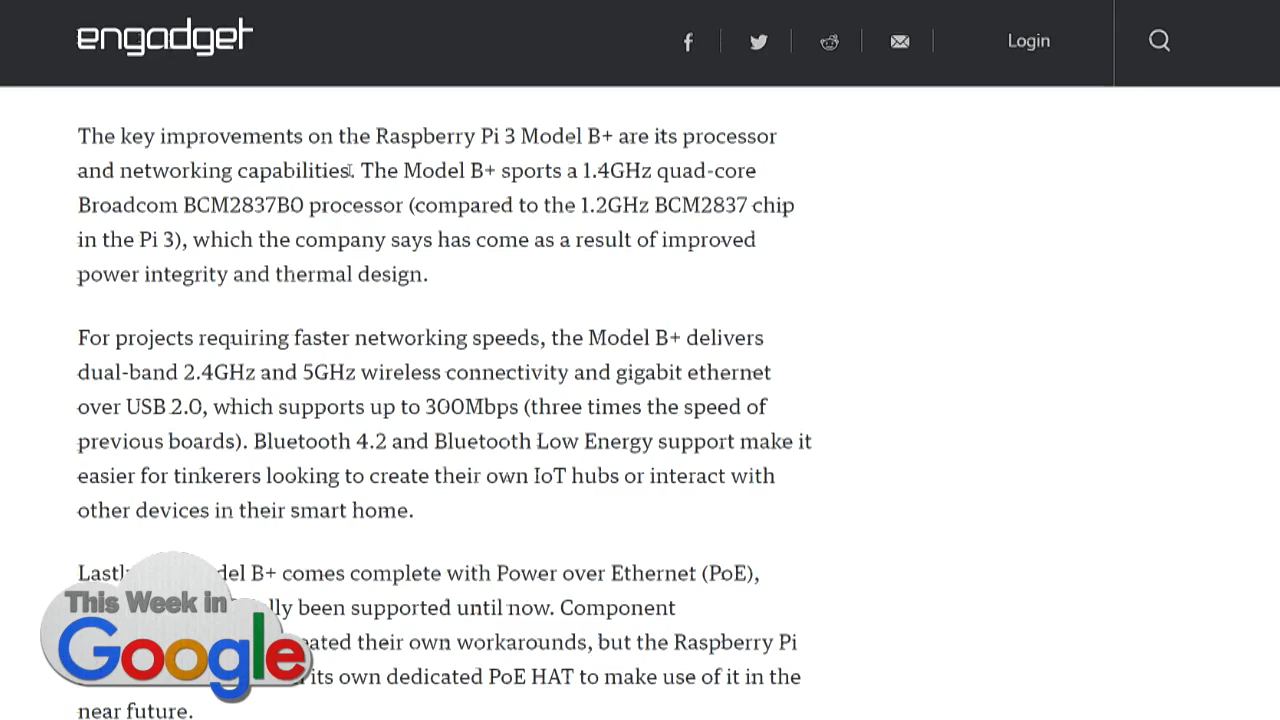 engadget
Login
The key improvements on the Raspberry Pi 3 Model B+ are its processor
and networking capabilities. The Model B+ sports a 1.4GHz quad-core
Broadcom BCM2837B0 processor (compared to the 1.2GHz BCM2837 chip
in the Pi 3), which the company says has come as a result of improved
power integrity and thermal design.
For projects requiring faster networking speeds, the Model B+ delivers
dual-band 2.4GHz and 5GHz wireless connectivity and gigabit ethernet
over USB 2.0, which supports up to 300Mbps (three times the speed of
previous boards). Bluetooth 4.2 and Bluetooth Low Energy support make it
easier for tinkerers looking to create their own IoT hubs or interact with
other devices in their smart home.
B+ comes complete with Power over Ethernet (PoE),
been supported until now. Component
their own workarounds, but the Raspberry Pi
its own dedicated PoE HAT to make use of it in the
near future.
This Week in
Google